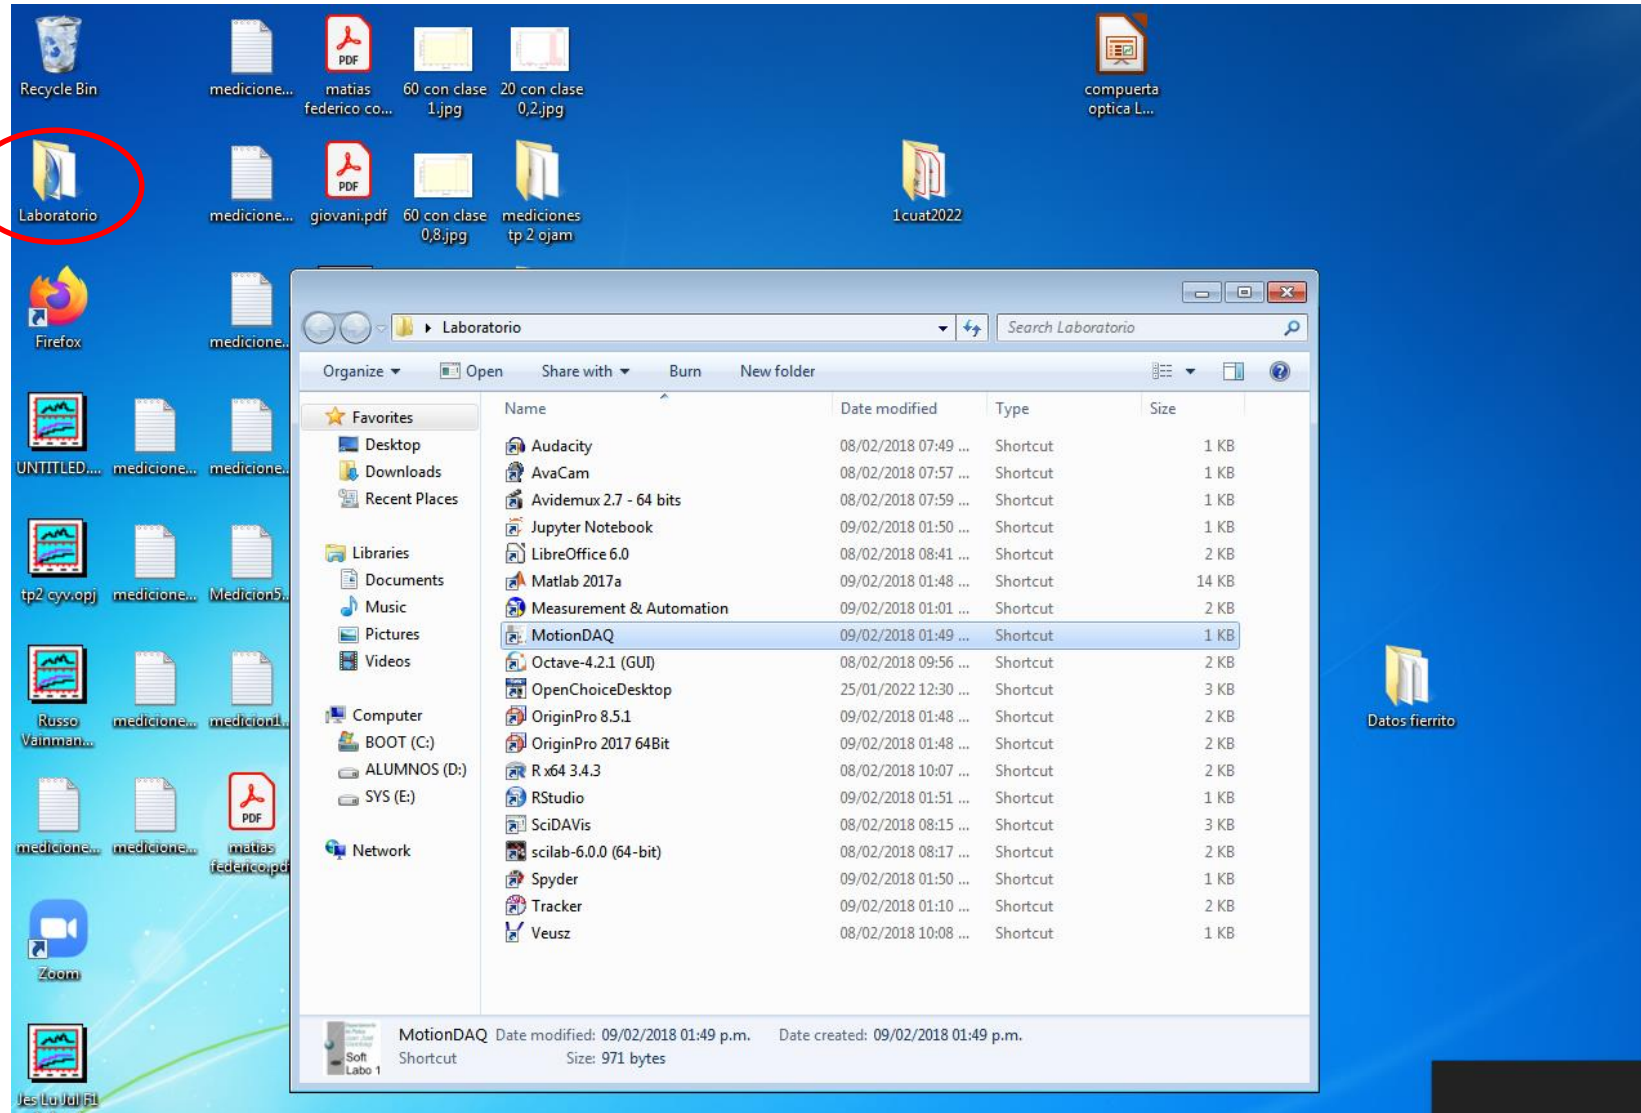 Recycle Bin
medicione...
matias
federico co...
60 con clase
1.jpg
20 con clase
0,2.jpg
compuerta
optica L...
Laboratorio
medicione...
giovani.pdf
60 con clase
0,8.jpg
mediciones
tp 2 ojam
1cuat2022
Firefox
medicione..
UNTITLED....
medicione...
medicione..
tp2 cyv.opj
medicione...
Medicion5..
Russo
Vainman...
medicione...
medicion1..
medicione...
medicione...
matias
federico.pd
Zoom
Jes Lu Jul F1
Datos fierrito
PDF
PDF
PDF
Laboratorio
Search Laboratorio
Organize Open Share with Burn New folder
Favorites
Desktop
Downloads
Recent Places
Libraries
Documents
Music
Pictures
Videos
Computer
BOOT (C:)
ALUMNOS (D:)
SYS (E:)
Network
Name Date modified Type Size
Audacity 08/02/2018 07:49 ... Shortcut 1 KB
AvaCam 08/02/2018 07:57 ... Shortcut 1 KB
Avidemux 2.7 - 64 bits 08/02/2018 07:59 ... Shortcut 1 KB
Jupyter Notebook 09/02/2018 01:50 ... Shortcut 1 KB
LibreOffice 6.0 08/02/2018 08:41 ... Shortcut 2 KB
Matlab 2017a 09/02/2018 01:48 ... Shortcut 14 KB
Measurement & Automation 09/02/2018 01:01 ... Shortcut 2 KB
MotionDAQ 09/02/2018 01:49 ... Shortcut 1 KB
Octave-4.2.1 (GUI) 08/02/2018 09:56 ... Shortcut 2 KB
OpenChoiceDesktop 25/01/2022 12:30 ... Shortcut 3 KB
OriginPro 8.5.1 09/02/2018 01:48 ... Shortcut 2 KB
OriginPro 2017 64Bit 09/02/2018 01:48 ... Shortcut 2 KB
R x64 3.4.3 08/02/2018 10:07 ... Shortcut 2 KB
RStudio 09/02/2018 01:51 ... Shortcut 1 KB
SciDAVis 08/02/2018 08:15 ... Shortcut 3 KB
scilab-6.0.0 (64-bit) 08/02/2018 08:17 ... Shortcut 2 KB
Spyder 09/02/2018 01:50 ... Shortcut 1 KB
Tracker 09/02/2018 01:10 ... Shortcut 2 KB
Veusz 08/02/2018 10:08 ... Shortcut 1 KB
Soft
Labo 1
MotionDAQ Date modified: 09/02/2018 01:49 p.m. Date created: 09/02/2018 01:49 p.m.
Shortcut Size: 971 bytes